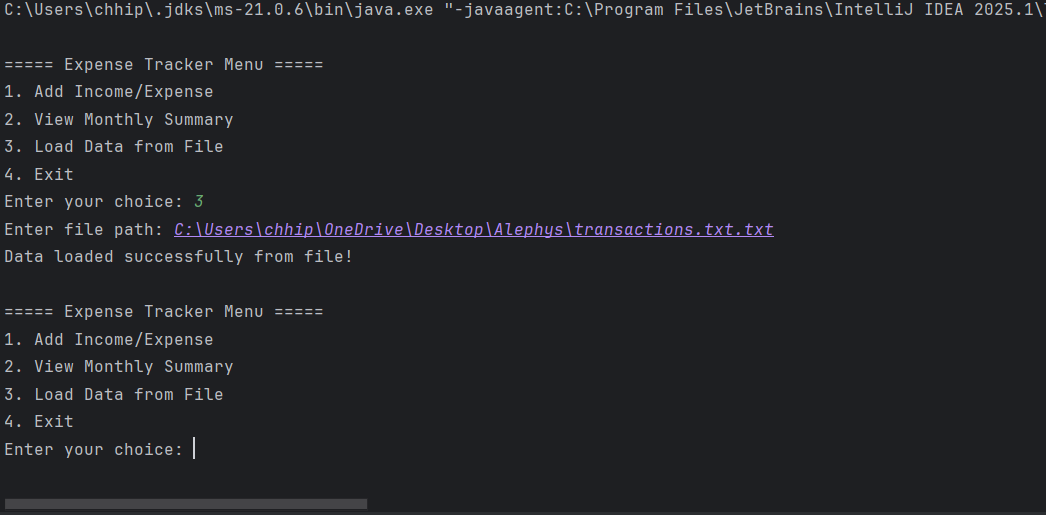 C:\Users\chhip\.jdks\ms-21.0.6\bin\java.exe "-javaagent:C:\Program Files\JetBrains\IntelliJ IDEA 2025.1\
===== Expense Tracker Menu =====
1. Add Income/Expense
2. View Monthly Summary
3. Load Data from File
4. Exit
Enter your choice: 3
Enter file path: C:\Users\chhip\OneDrive\Desktop\Alephys\transactions.txt.txt
Data loaded successfully from file!
===== Expense Tracker Menu =====
1. Add Income/Expense
2. View Monthly Summary
3. Load Data from File
4. Exit
Enter your choice: